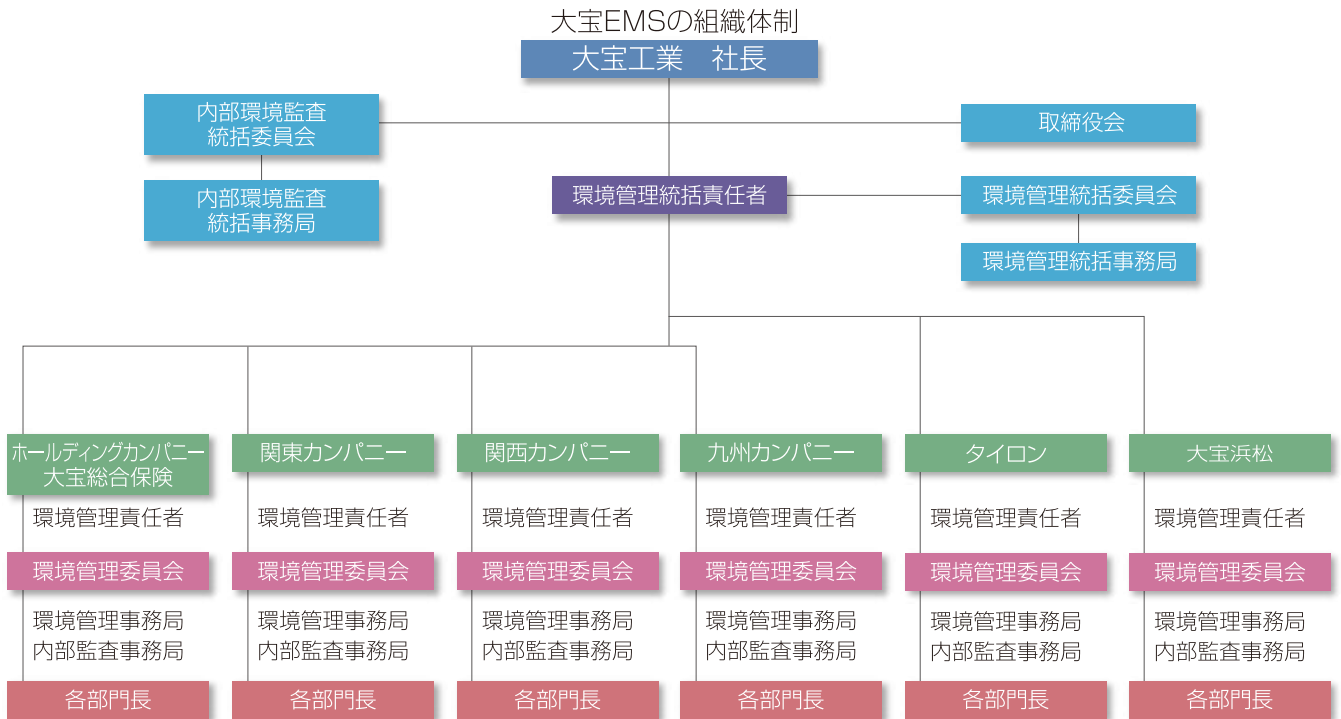 大宝EMSの組織体制
大宝工業　社長
内部環境監査
統括委員会
取締役会
内部環境監査
統括事務局
環境管理統括責任者
環境管理統括委員会
環境管理統括事務局
ホールディングカンパニー
大宝総合保険
関東カンパニー
関西カンパニー
九州カンパニー
タイロン
大宝浜松
環境管理責任者
環境管理責任者
環境管理責任者
環境管理責任者
環境管理責任者
環境管理責任者
環境管理委員会
環境管理委員会
環境管理委員会
環境管理委員会
環境管理委員会
環境管理委員会
環境管理事務局
内部監査事務局
環境管理事務局
内部監査事務局
環境管理事務局
内部監査事務局
環境管理事務局
内部監査事務局
環境管理事務局
内部監査事務局
環境管理事務局
内部監査事務局
各部門長
各部門長
各部門長
各部門長
各部門長
各部門長